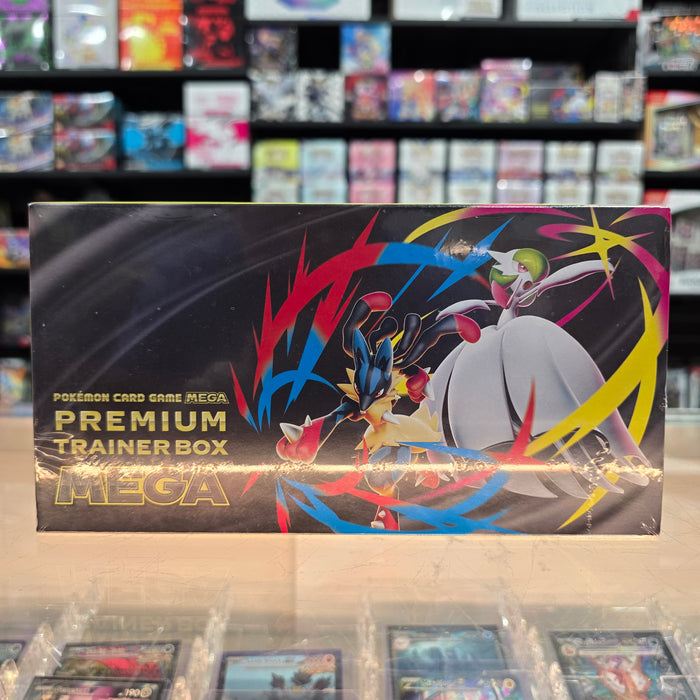 POKÉMON CARD GAME MEGA
PREMIUM
TRAINER BOX
MEGA